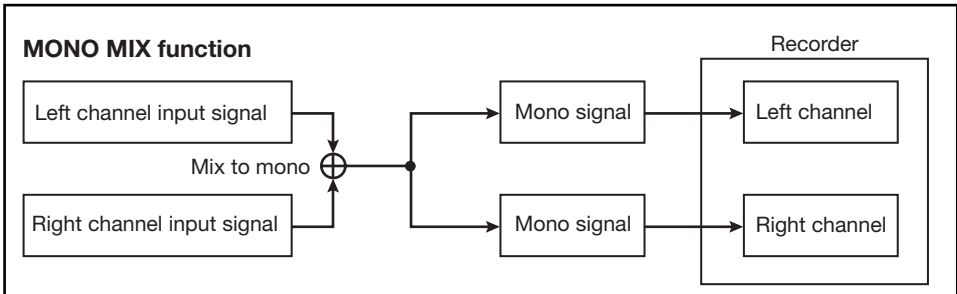 MONO MIX function
Recorder
Left channel input signal
Mono signal
Left channel
Mix to mono
Right channel input signal
Mono signal
Right channel